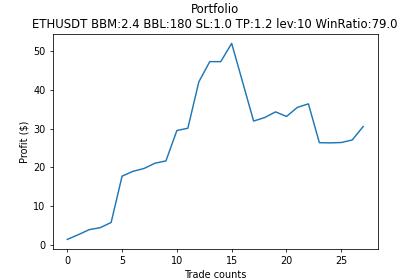 Portfolio
ETHUSDT BBM:2.4 BBL:180 SL:1.0 TP:1.2 lev:10 WinRatio:79.0
50
40
30
20
10
0
Profit ($)
0 5 10 15 20 25
Trade counts